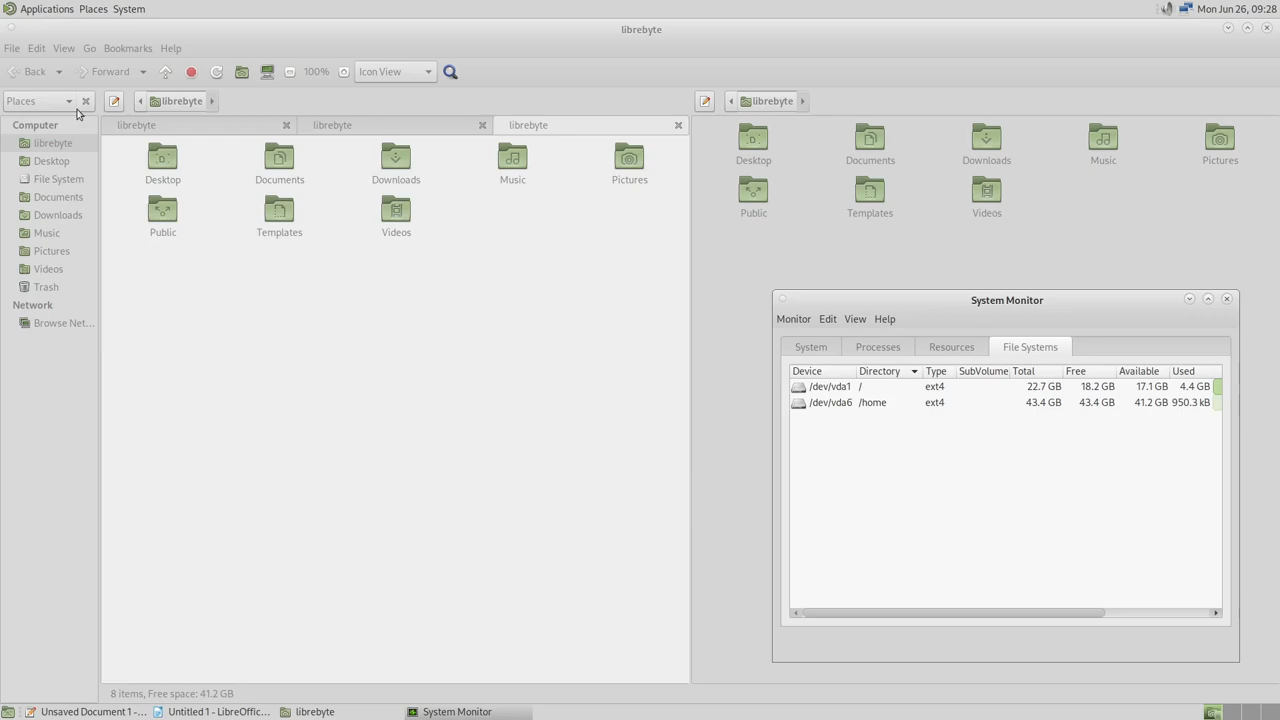 Applications Places System
Mon Jun 26, 09:28
librebyte
File Edit View Go Bookmarks Help
Back Forward 100% Icon View
Places
librebyte
librebyte
Computer
librebyte
Desktop
File System
Documents
Downloads
Music
Pictures
Videos
Trash
Network
Browse Net...
librebyte librebyte librebyte
Desktop Documents Downloads Music Pictures
Public Templates Videos
Desktop Documents Downloads Music Pictures
Public Templates Videos
System Monitor
Monitor Edit View Help
System Processes Resources File Systems
Device Directory Type SubVolume Total Free Available Used
/dev/vda1 / ext4 22.7 GB 18.2 GB 17.1 GB 4.4 GB
/dev/vda6 /home ext4 43.4 GB 43.4 GB 41.2 GB 950.3 kB
8 items, Free space: 41.2 GB
Unsaved Document 1 -... Untitled 1 - LibreOffic... librebyte System Monitor